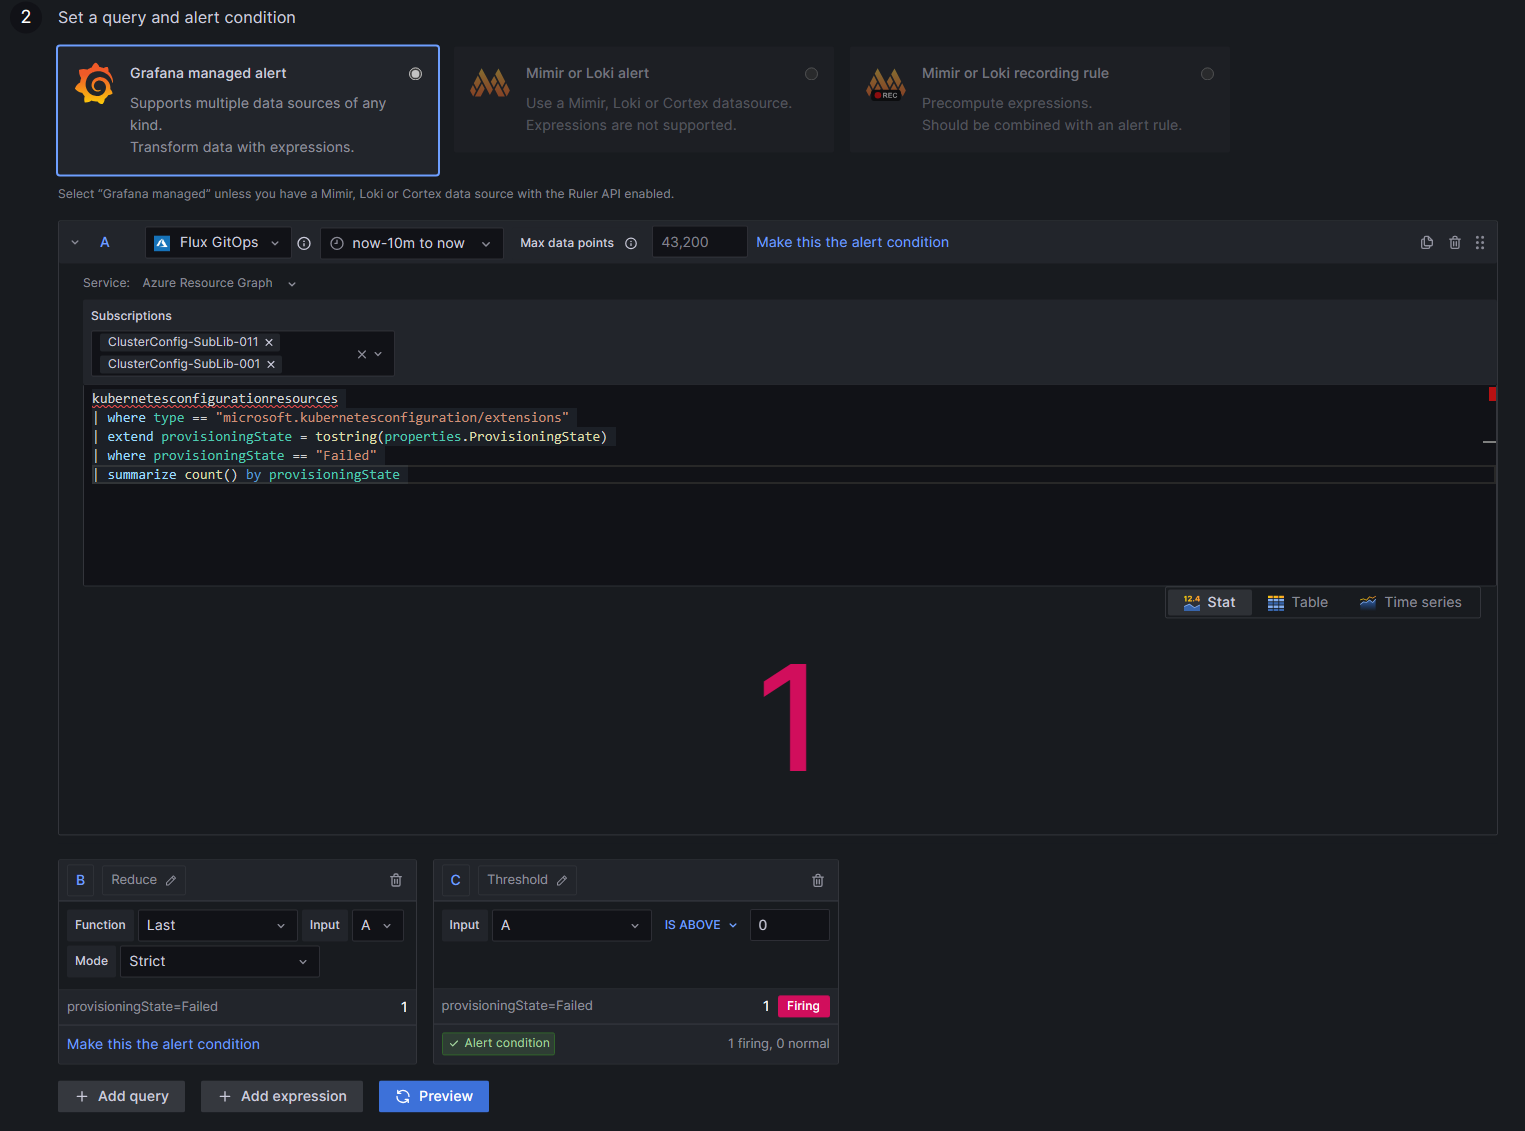 2 Set a query and alert condition
Grafana managed alert
Supports multiple data sources of any
kind.
Transform data with expressions.
Mimir or Loki alert
Use a Mimir, Loki or Cortex datasource.
Expressions are not supported.
REC
Mimir or Loki recording rule
Precompute expressions.
Should be combined with an alert rule.
Select “Grafana managed” unless you have a Mimir, Loki or Cortex data source with the Ruler API enabled.
A Flux GitOps now-10m to now Max data points 43,200 Make this the alert condition
Service: Azure Resource Graph
Subscriptions
ClusterConfig-SubLib-011
ClusterConfig-SubLib-001
kubernetesconfigurationresources
| where type == "microsoft.kubernetesconfiguration/extensions"
| extend provisioningState = tostring(properties.ProvisioningState)
| where provisioningState == "Failed"
| summarize count() by provisioningState
12.4 Stat Table Time series
1
B Reduce
Function Last Input A
Mode Strict
provisioningState=Failed 1
Make this the alert condition
C Threshold
Input A IS ABOVE 0
provisioningState=Failed 1 Firing
Alert condition 1 firing, 0 normal
+ Add query + Add expression Preview